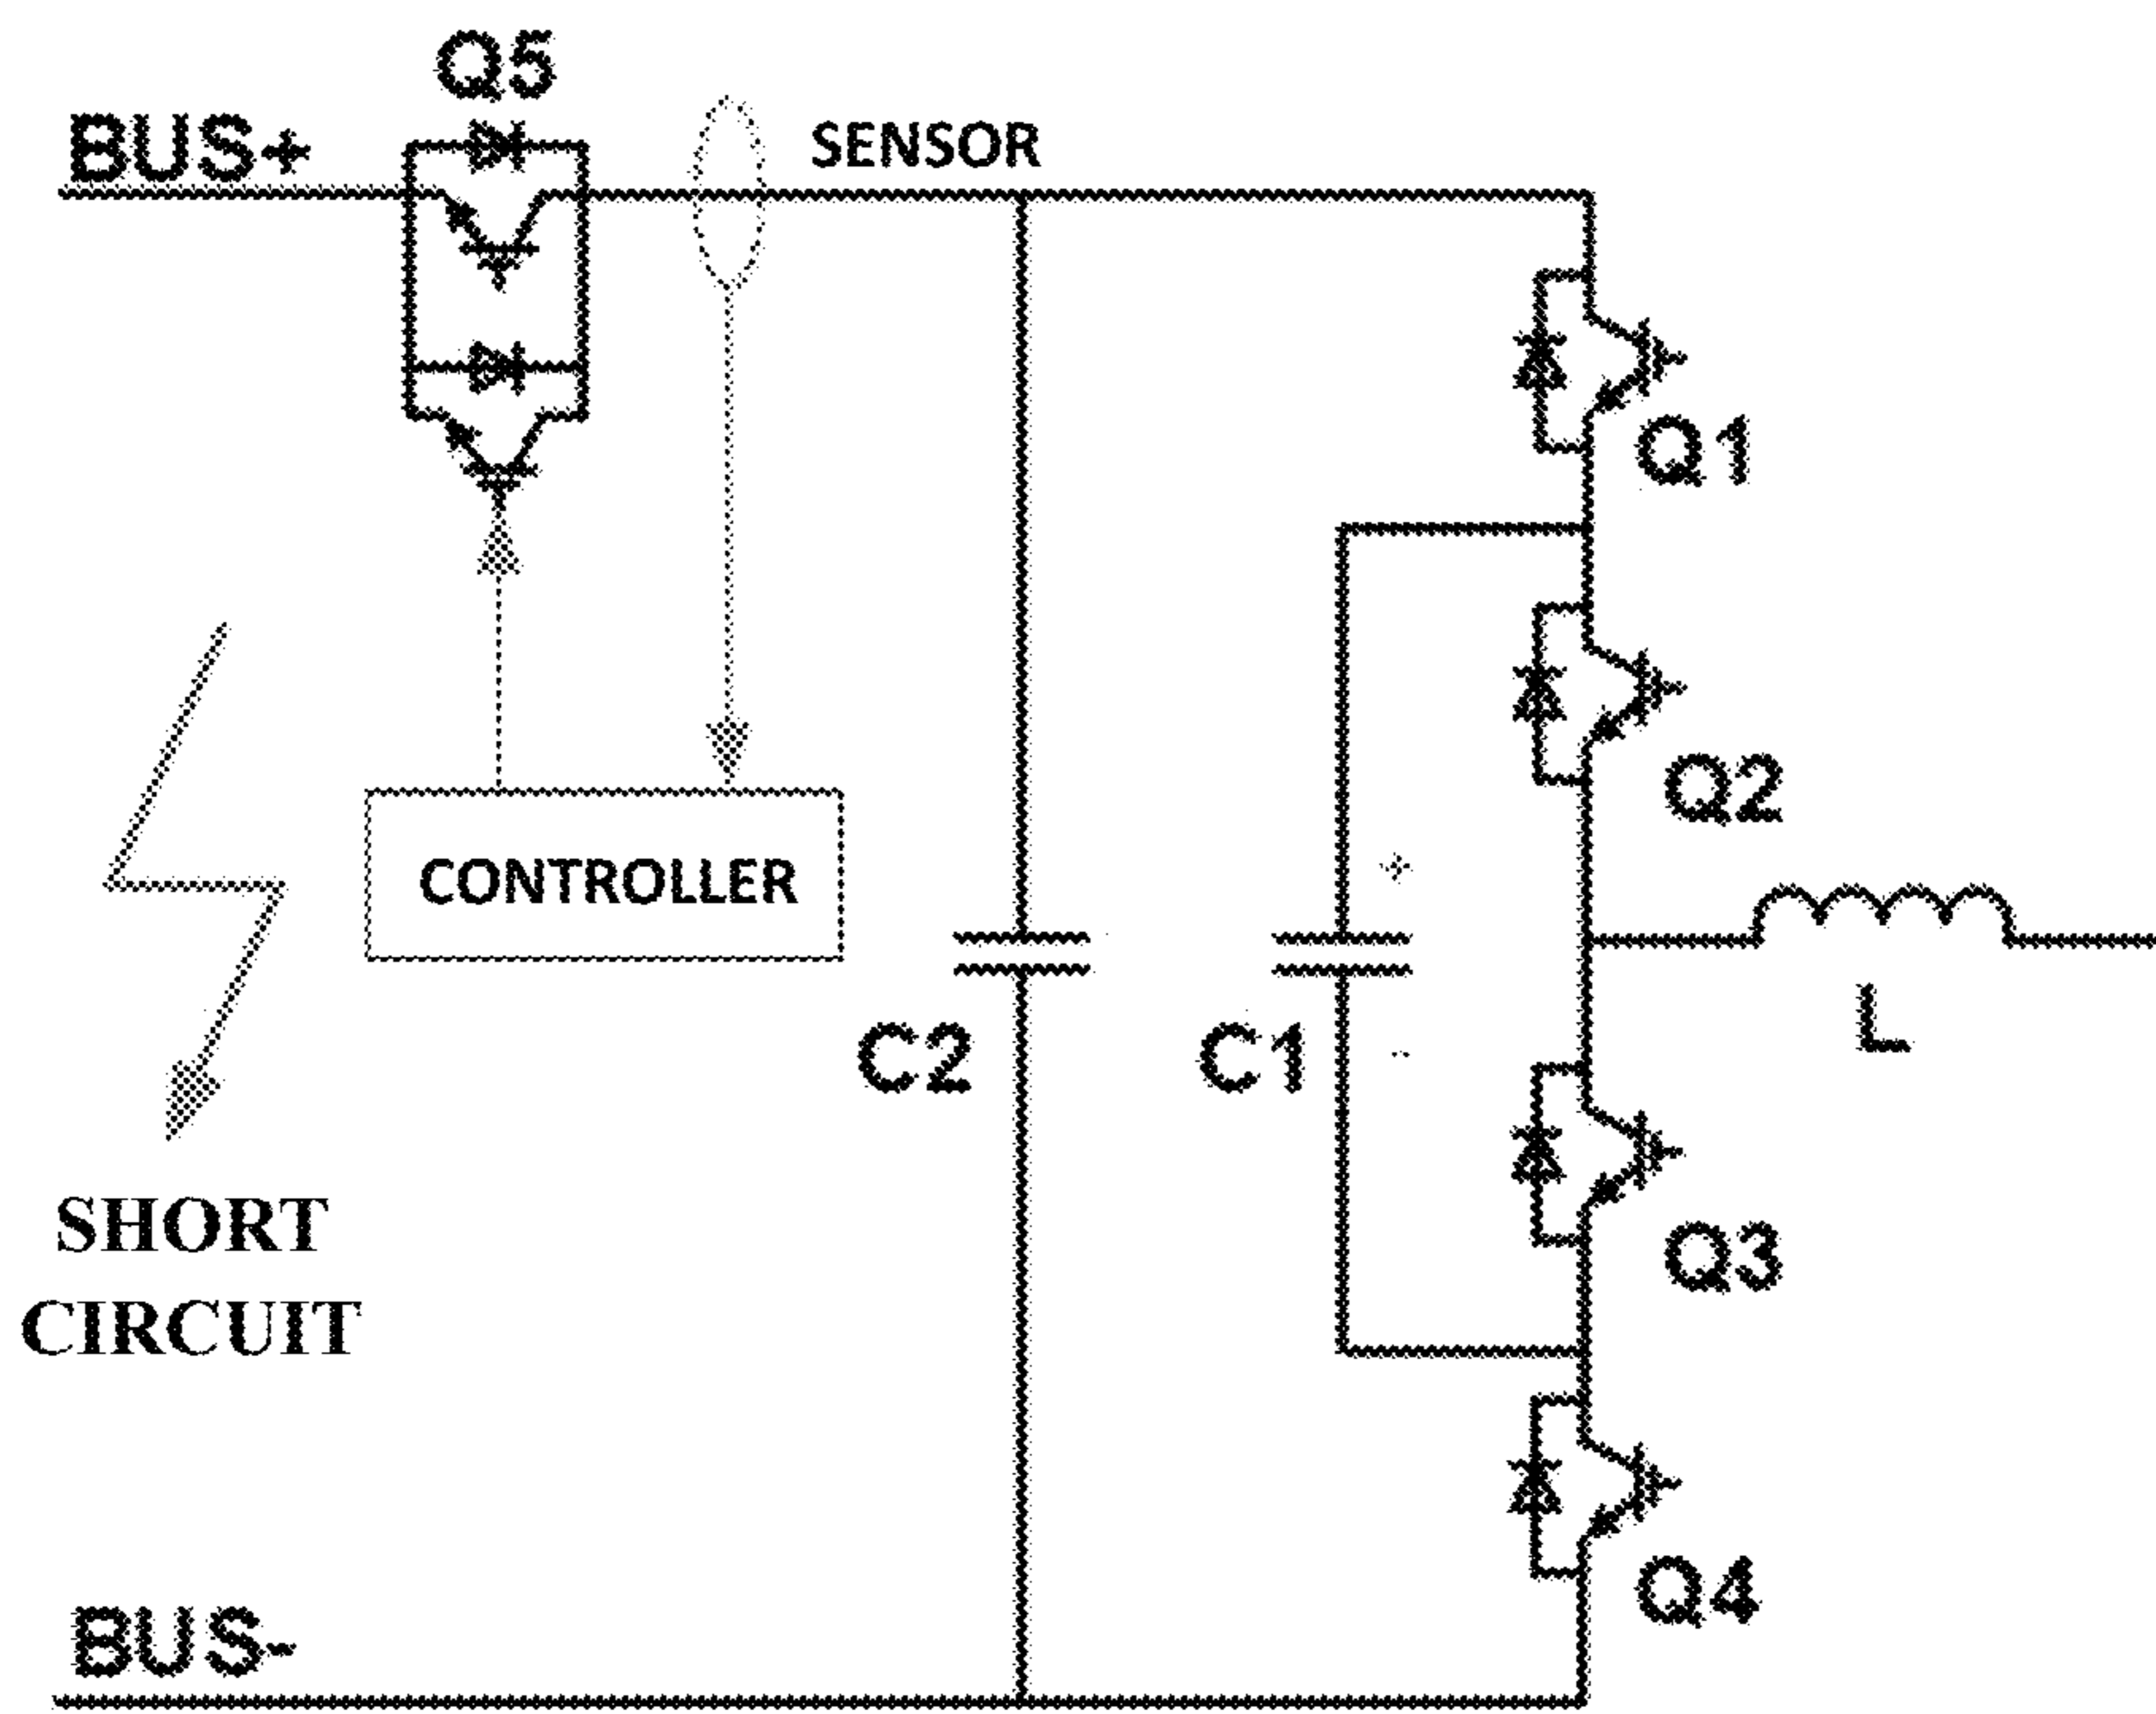 Q5
BUS+
SENSOR
Q1
Q2
CONTROLLER
+
C2
C1
-
L
SHORT
CIRCUIT
Q3
Q4
BUS-